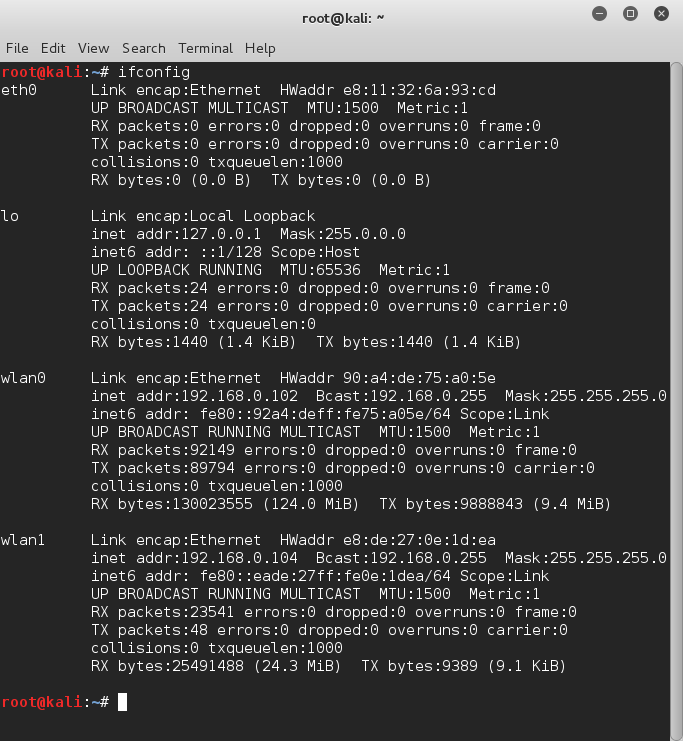 root@kali: ~
File Edit View Search Terminal Help
root@kali:~# ifconfig
eth0      Link encap:Ethernet  HWaddr e8:11:32:6a:93:cd
          UP BROADCAST MULTICAST  MTU:1500  Metric:1
          RX packets:0 errors:0 dropped:0 overruns:0 frame:0
          TX packets:0 errors:0 dropped:0 overruns:0 carrier:0
          collisions:0 txqueuelen:1000
          RX bytes:0 (0.0 B)  TX bytes:0 (0.0 B)

lo        Link encap:Local Loopback
          inet addr:127.0.0.1  Mask:255.0.0.0
          inet6 addr: ::1/128 Scope:Host
          UP LOOPBACK RUNNING  MTU:65536  Metric:1
          RX packets:24 errors:0 dropped:0 overruns:0 frame:0
          TX packets:24 errors:0 dropped:0 overruns:0 carrier:0
          collisions:0 txqueuelen:0
          RX bytes:1440 (1.4 KiB)  TX bytes:1440 (1.4 KiB)

wlan0     Link encap:Ethernet  HWaddr 90:a4:de:75:a0:5e
          inet addr:192.168.0.102  Bcast:192.168.0.255  Mask:255.255.255.0
          inet6 addr: fe80::92a4:deff:fe75:a05e/64 Scope:Link
          UP BROADCAST RUNNING MULTICAST  MTU:1500  Metric:1
          RX packets:92149 errors:0 dropped:0 overruns:0 frame:0
          TX packets:89794 errors:0 dropped:0 overruns:0 carrier:0
          collisions:0 txqueuelen:1000
          RX bytes:130023555 (124.0 MiB)  TX bytes:9888843 (9.4 MiB)

wlan1     Link encap:Ethernet  HWaddr e8:de:27:0e:1d:ea
          inet addr:192.168.0.104  Bcast:192.168.0.255  Mask:255.255.255.0
          inet6 addr: fe80::eade:27ff:fe0e:1dea/64 Scope:Link
          UP BROADCAST RUNNING MULTICAST  MTU:1500  Metric:1
          RX packets:23541 errors:0 dropped:0 overruns:0 frame:0
          TX packets:48 errors:0 dropped:0 overruns:0 carrier:0
          collisions:0 txqueuelen:1000
          RX bytes:25491488 (24.3 MiB)  TX bytes:9389 (9.1 KiB)

root@kali:~#